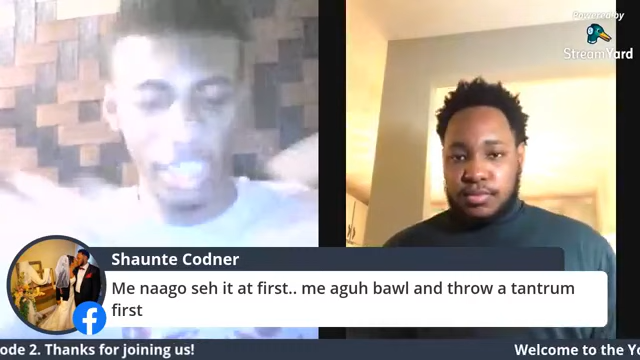 Powered by
StreamYard
Shaunte Codner
Me naago seh it at first.. me aguh bawl and throw a tantrum
first
ode 2. Thanks for joining us!
Welcome to the Yo